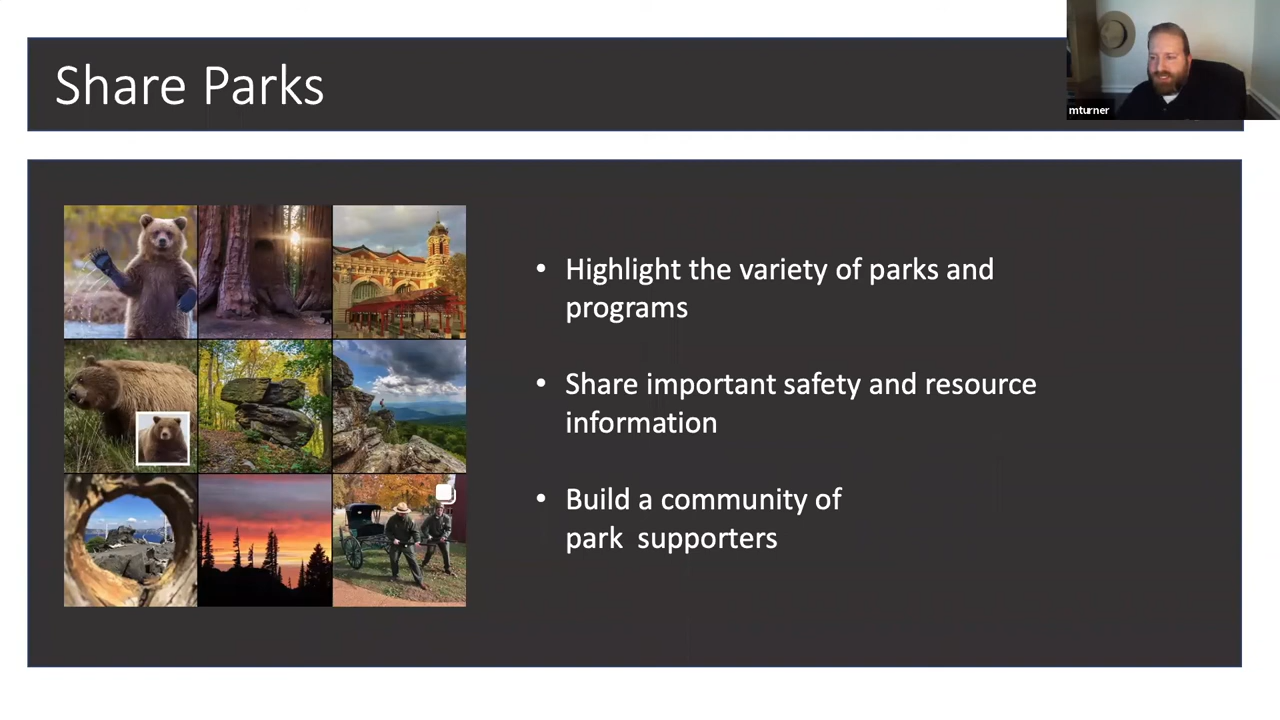 Share Parks
mturner
• Highlight the variety of parks and
programs
• Share important safety and resource
information
• Build a community of
park  supporters